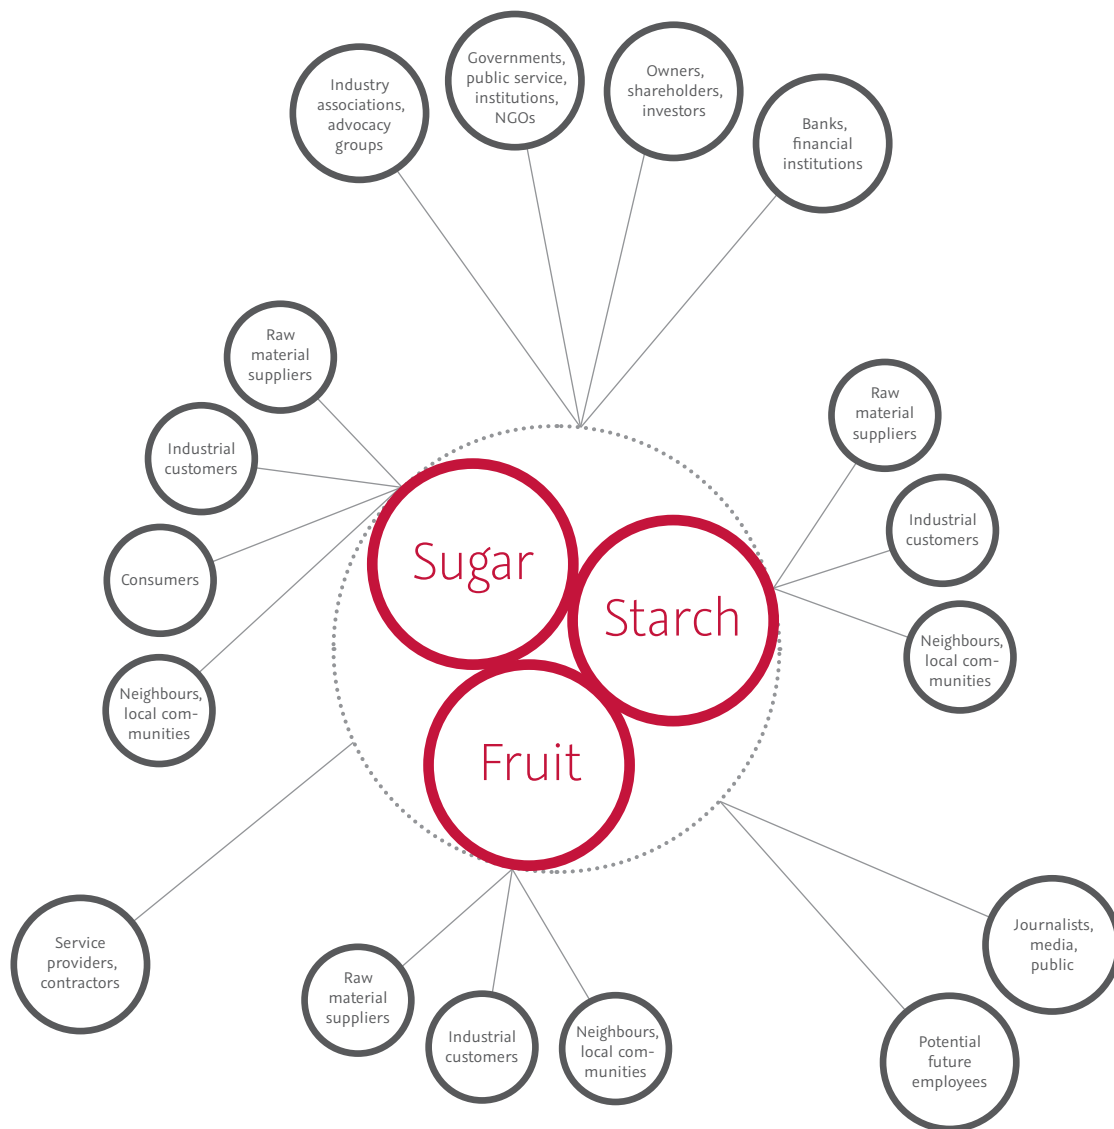 Industry
associations,
advocacy
groups
Governments,
public service,
institutions,
NGOs
Owners,
shareholders,
investors
Banks,
financial
institutions
Raw
material
suppliers
Industrial
customers
Consumers
Neighbours,
local com-
munities
Raw
material
suppliers
Industrial
customers
Neighbours,
local com-
munities
Sugar
Starch
Fruit
Service
providers,
contractors
Raw
material
suppliers
Industrial
customers
Neighbours,
local com-
munities
Journalists,
media,
public
Potential
future
employees